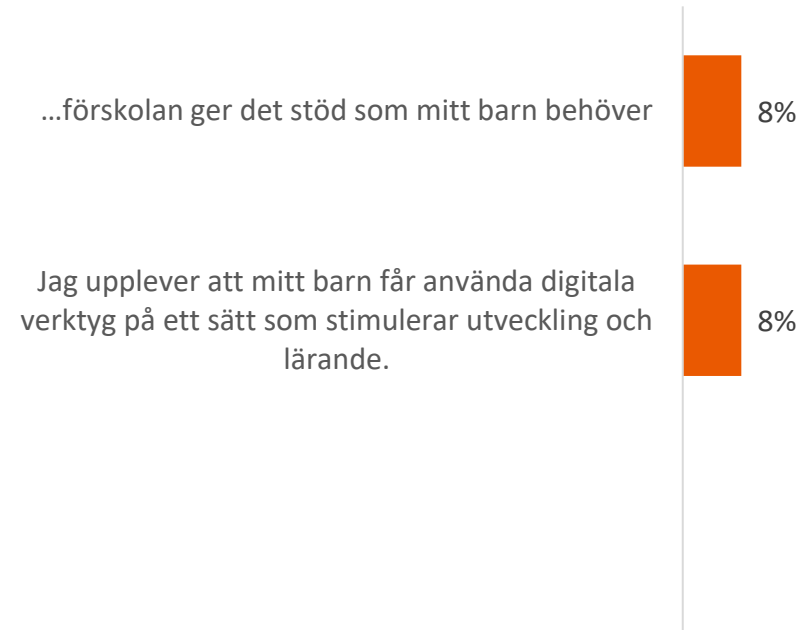 …förskolan ger det stöd som mitt barn behöver
8%
Jag upplever att mitt barn får använda digitala
verktyg på ett sätt som stimulerar utveckling och
lärande.
8%